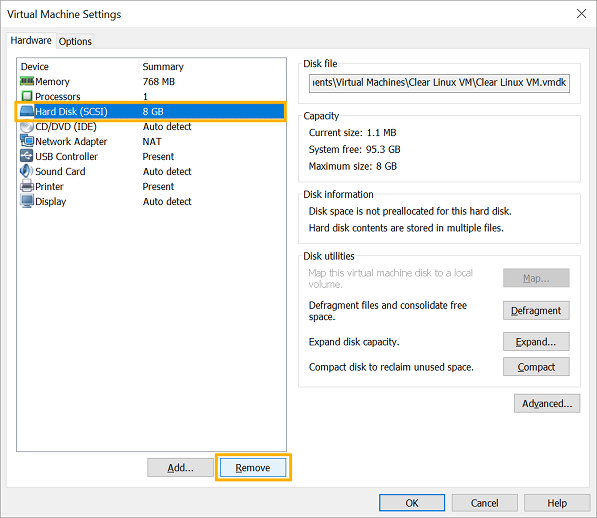 Virtual Machine Settings
Hardware Options
Device Summary
Memory 768 MB
Processors 1
Hard Disk (SCSI) 8 GB
CD/DVD (IDE) Auto detect
Network Adapter NAT
USB Controller Present
Sound Card Auto detect
Printer Present
Display Auto detect
Add... Remove
Disk file
ents\Virtual Machines\Clear Linux VM\Clear Linux VM.vmdk
Capacity
Current size: 1.1 MB
System free: 95.3 GB
Maximum size: 8 GB
Disk information
Disk space is not preallocated for this hard disk.
Hard disk contents are stored in multiple files.
Disk utilities
Map this virtual machine disk to a local
volume.
Map...
Defragment files and consolidate free
space.
Defragment
Expand disk capacity.
Expand...
Compact disk to reclaim unused space.
Compact
Advanced...
OK Cancel Help